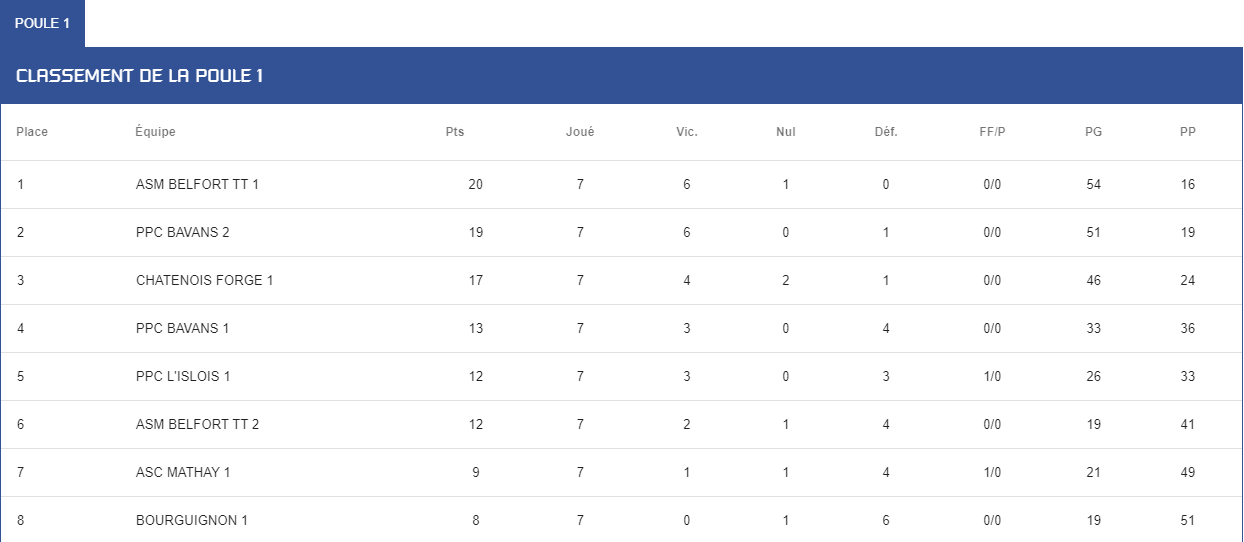 POULE 1
CLASSEMENT DE LA POULE 1
Place Équipe Pts Joué Vic. Nul Déf. FF/P PG PP
1 ASM BELFORT TT 1 20 7 6 1 0 0/0 54 16
2 PPC BAVANS 2 19 7 6 0 1 0/0 51 19
3 CHATENOIS FORGE 1 17 7 4 2 1 0/0 46 24
4 PPC BAVANS 1 13 7 3 0 4 0/0 33 36
5 PPC L'ISLOIS 1 12 7 3 0 3 1/0 26 33
6 ASM BELFORT TT 2 12 7 2 1 4 0/0 19 41
7 ASC MATHAY 1 9 7 1 1 4 1/0 21 49
8 BOURGUIGNON 1 8 7 0 1 6 0/0 19 51